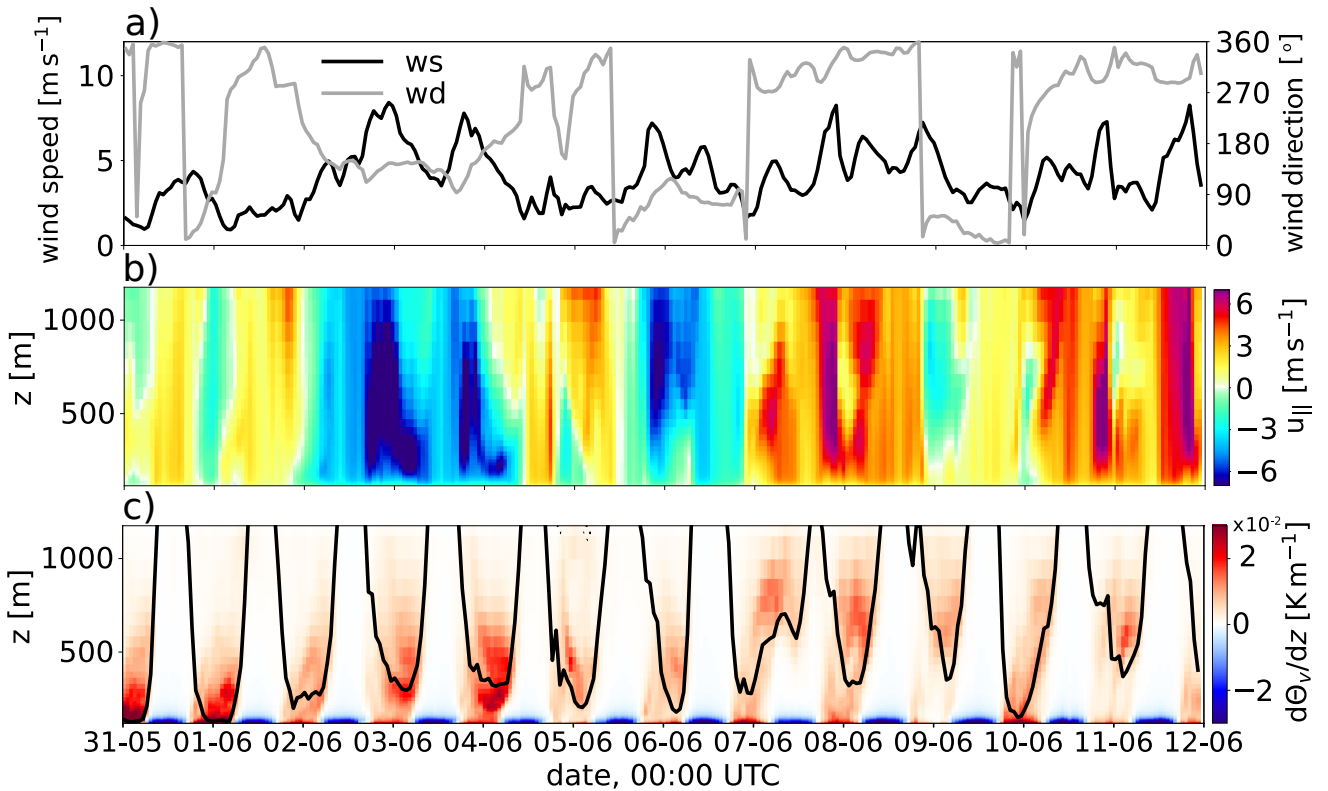 a)
wind speed [m s⁻¹]
10
5
0
ws
wd
360
270
180
90
0
wind direction [°]
b)
z [m]
1000
500
6
3
0
−3
−6
u|| [m s⁻¹]
c)
z [m]
1000
500
x10⁻²
2
0
−2
dΘᵥ/dz [K m⁻¹]
31-05 01-06 02-06 03-06 04-06 05-06 06-06 07-06 08-06 09-06 10-06 11-06 12-06
date, 00:00 UTC